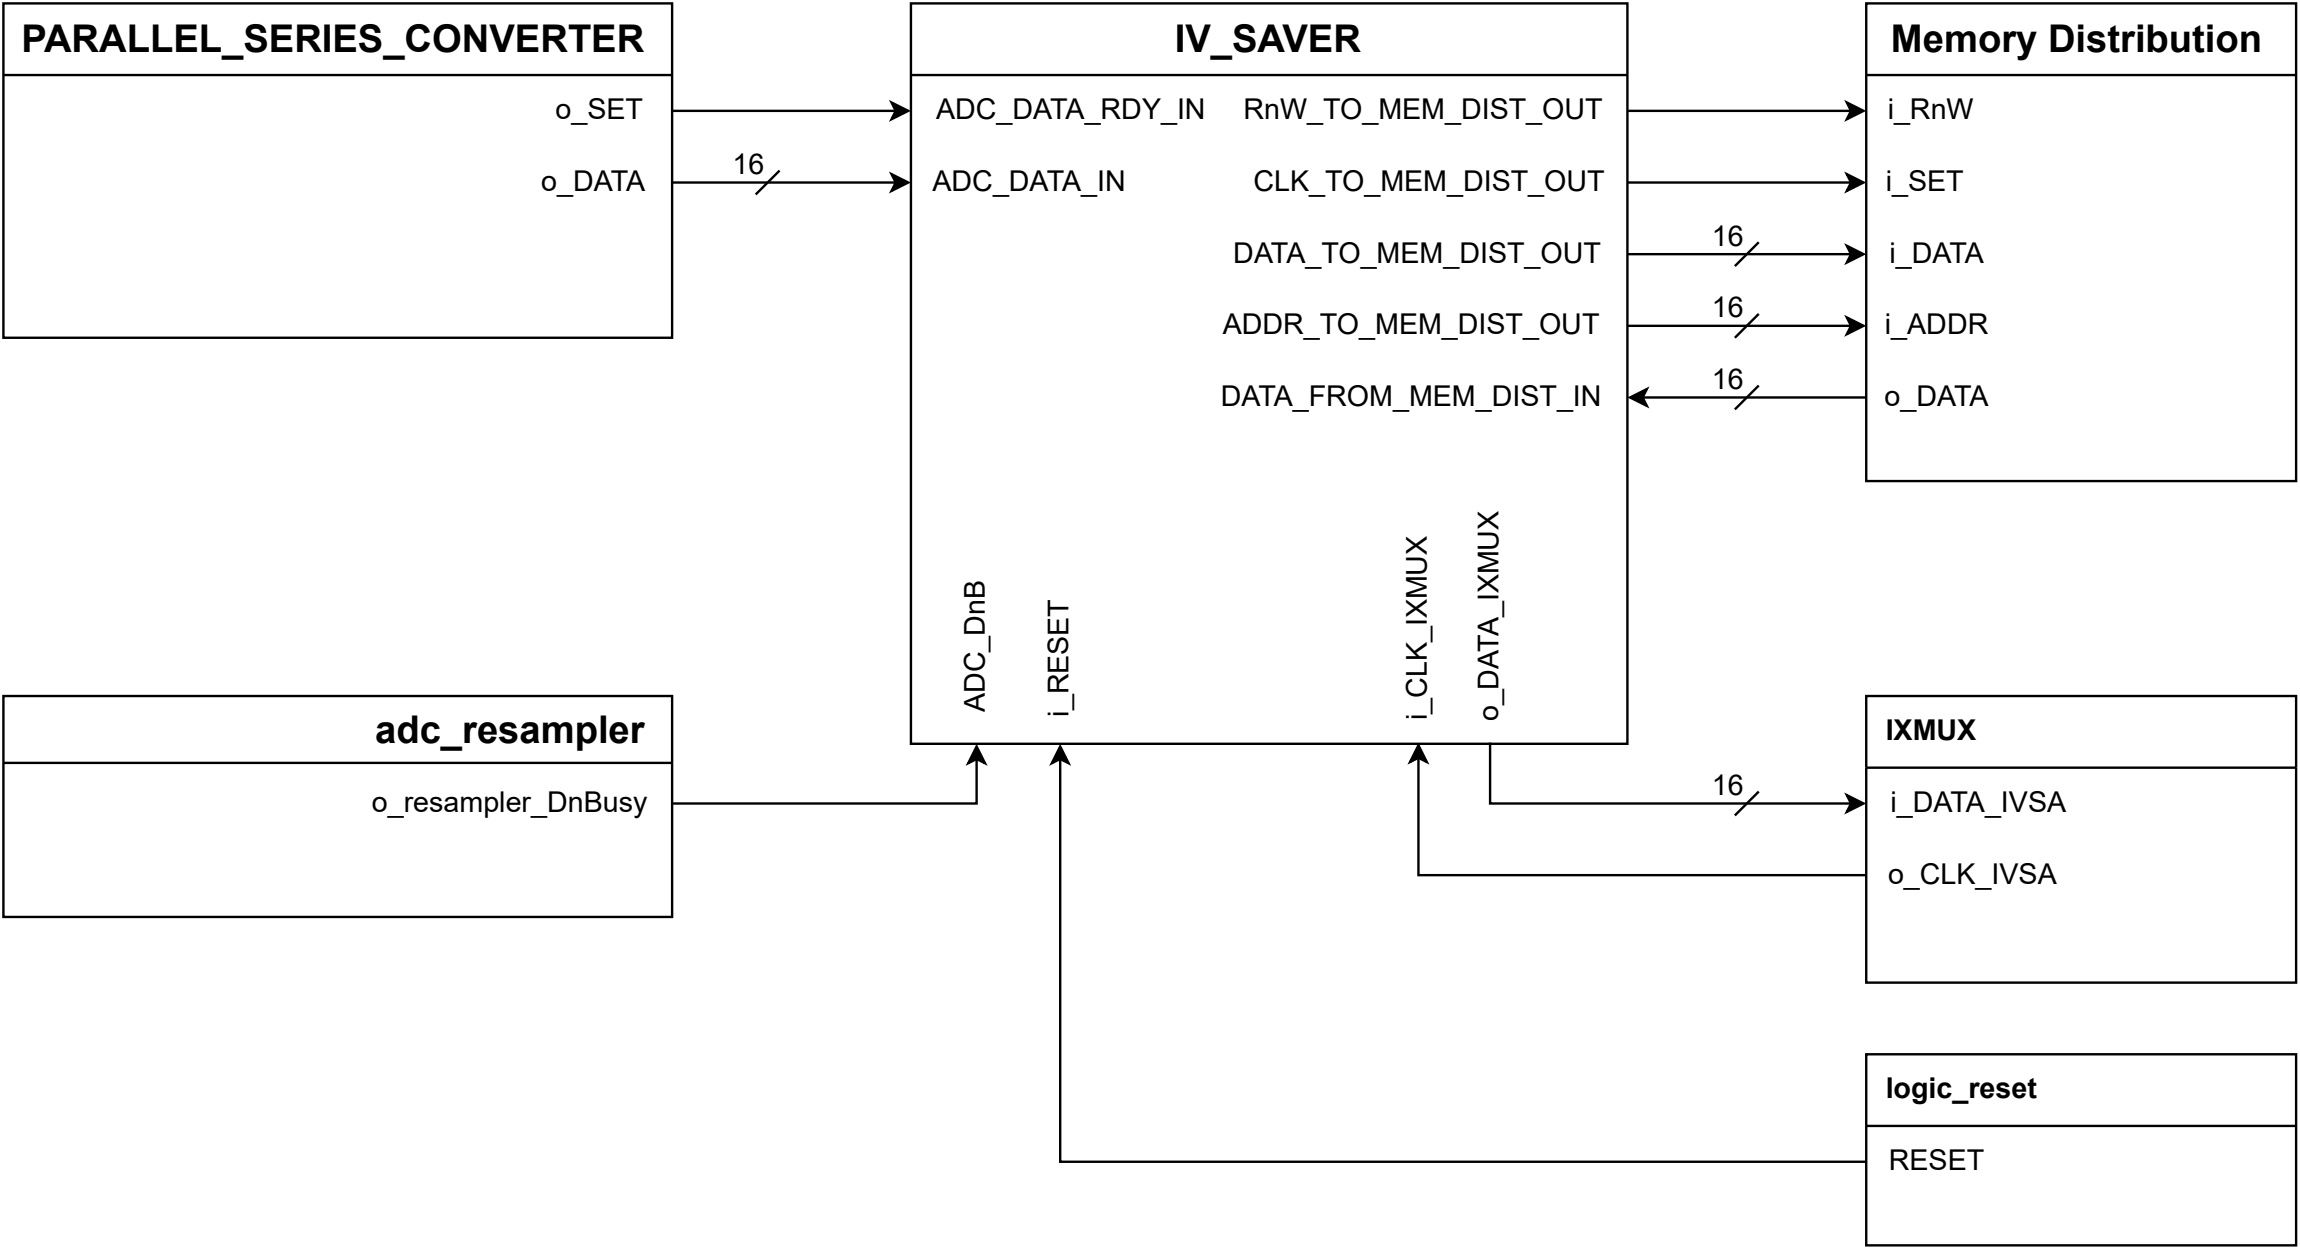 PARALLEL_SERIES_CONVERTER
o_SET
o_DATA
16
IV_SAVER
ADC_DATA_RDY_IN
ADC_DATA_IN
RnW_TO_MEM_DIST_OUT
CLK_TO_MEM_DIST_OUT
DATA_TO_MEM_DIST_OUT
ADDR_TO_MEM_DIST_OUT
DATA_FROM_MEM_DIST_IN
ADC_DnB
i_RESET
i_CLK_IXMUX
o_DATA_IXMUX
16
16
16
Memory Distribution
i_RnW
i_SET
i_DATA
i_ADDR
o_DATA
adc_resampler
o_resampler_DnBusy
16
IXMUX
i_DATA_IVSA
o_CLK_IVSA
logic_reset
RESET